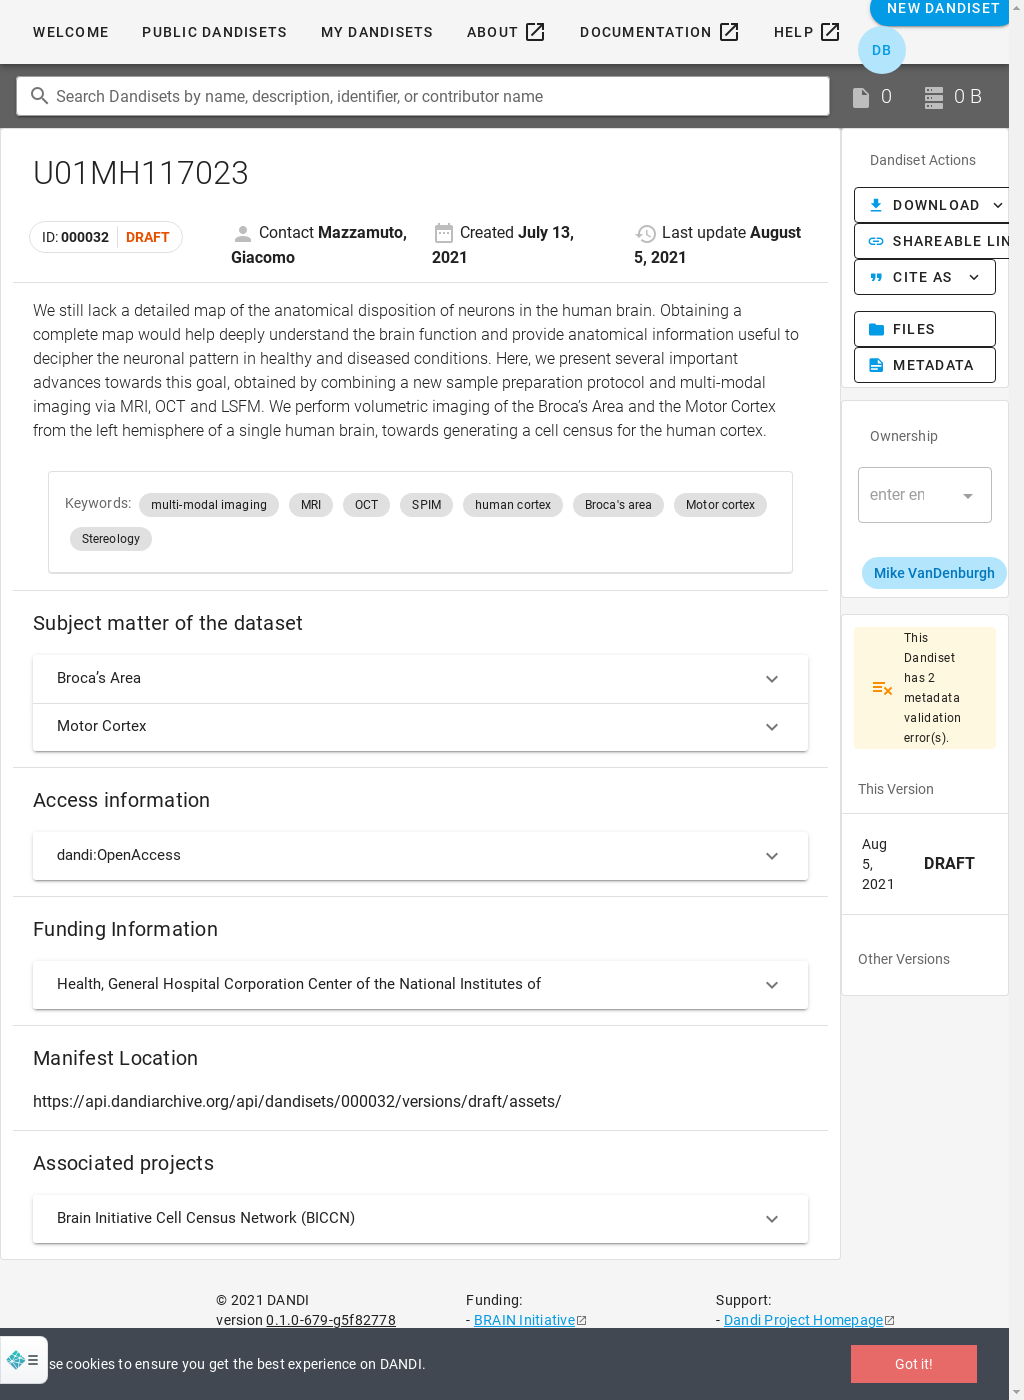 WELCOME PUBLIC DANDISETS MY DANDISETS ABOUT DOCUMENTATION HELP
NEW DANDISET
DB
Search Dandisets by name, description, identifier, or contributor name
0 0 B
U01MH117023
ID: 000032 DRAFT
Contact Mazzamuto, Giacomo
Created July 13, 2021
Last update August 5, 2021
We still lack a detailed map of the anatomical disposition of neurons in the human brain. Obtaining a
complete map would help deeply understand the brain function and provide anatomical information useful to
decipher the neuronal pattern in healthy and diseased conditions. Here, we present several important
advances towards this goal, obtained by combining a new sample preparation protocol and multi-modal
imaging via MRI, OCT and LSFM. We perform volumetric imaging of the Broca’s Area and the Motor Cortex
from the left hemisphere of a single human brain, towards generating a cell census for the human cortex.
Keywords: multi-modal imaging MRI OCT SPIM human cortex Broca's area Motor cortex
Stereology
Subject matter of the dataset
Broca’s Area
Motor Cortex
Access information
dandi:OpenAccess
Funding Information
Health, General Hospital Corporation Center of the National Institutes of
Manifest Location
https://api.dandiarchive.org/api/dandisets/000032/versions/draft/assets/
Associated projects
Brain Initiative Cell Census Network (BICCN)
Dandiset Actions
DOWNLOAD
SHAREABLE LIN
CITE AS
FILES
METADATA
Ownership
enter en
Mike VanDenburgh
This
Dandiset
has 2
metadata
validation
error(s).
This Version
Aug
5,
2021
DRAFT
Other Versions
© 2021 DANDI
version 0.1.0-679-g5f82778
Funding:
- BRAIN Initiative
Support:
- Dandi Project Homepage
se cookies to ensure you get the best experience on DANDI.
Got it!